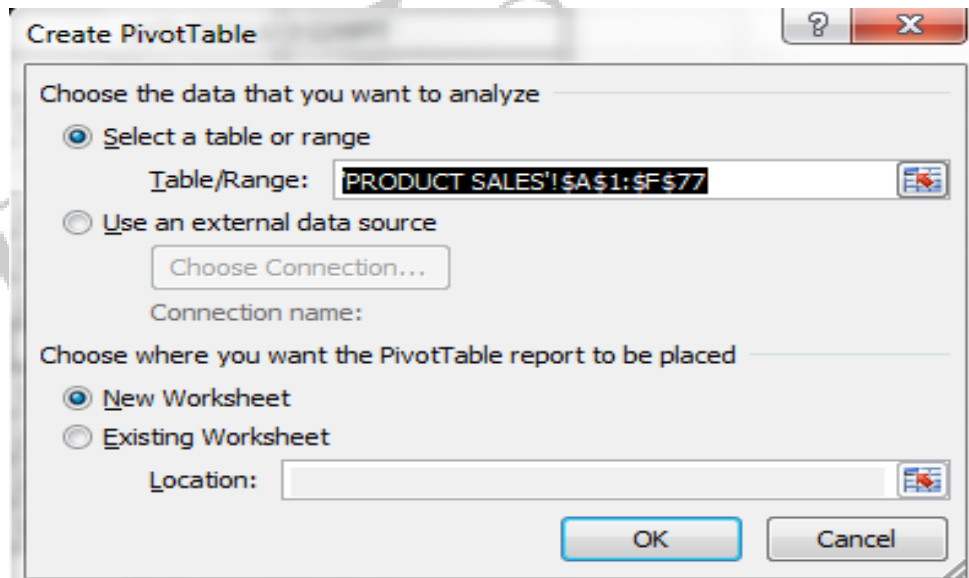 Create PivotTable
?
Choose the data that you want to analyze
Select a table or range
Table/Range: 'PRODUCT SALES'!$A$1:$F$77
Use an external data source
Choose Connection...
Connection name:
Choose where you want the PivotTable report to be placed
New Worksheet
Existing Worksheet
Location:
OK Cancel